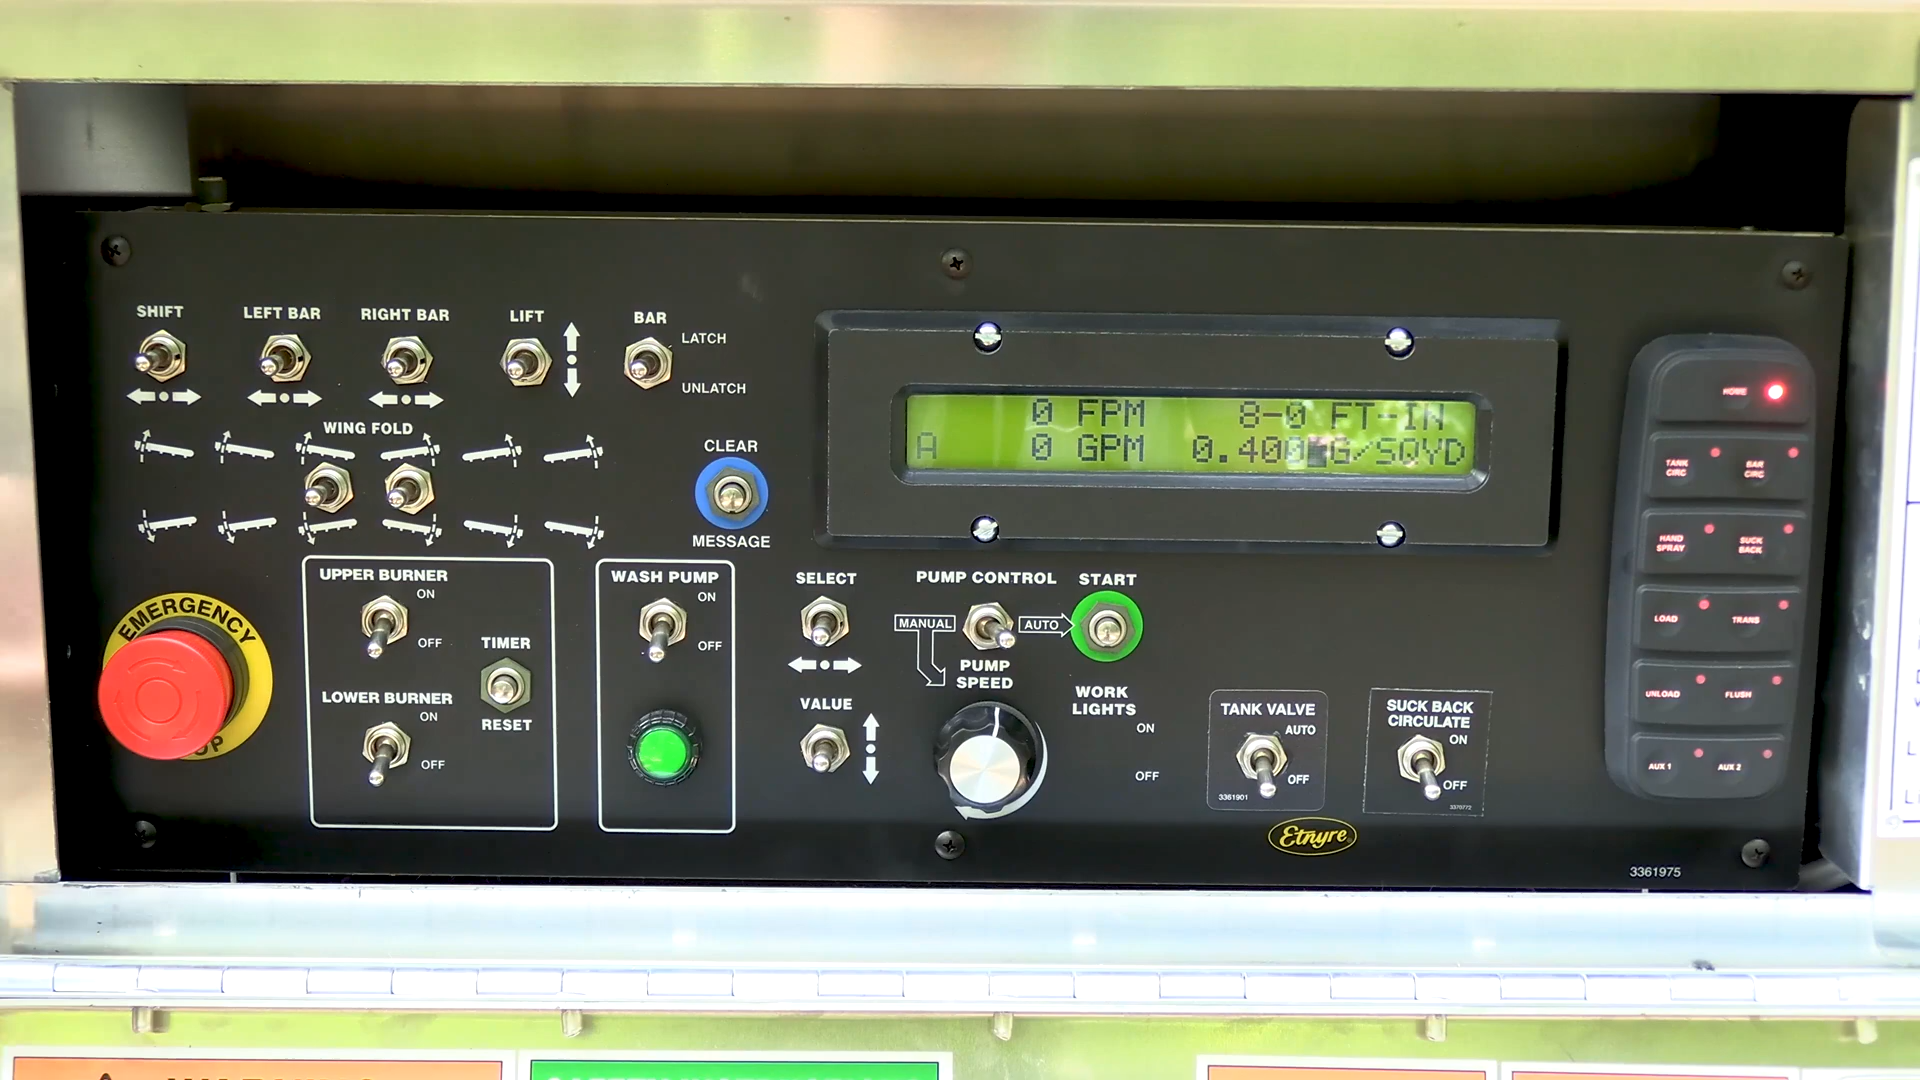 SHIFT
LEFT BAR
RIGHT BAR
LIFT
BAR
LATCH
UNLATCH
WING FOLD
CLEAR
MESSAGE
0 FPM 8-0 FT-IN
A 0 GPM 0.400 G/SQYD
HOME
TANK CIRC
BAR CIRC
HAND SPRAY
SUCK BACK
LOAD
TRANS
UNLOAD
FLUSH
AUX 1
AUX 2
EMERGENCY
UPPER BURNER
ON
OFF
LOWER BURNER
ON
OFF
TIMER
RESET
WASH PUMP
ON
OFF
SELECT
VALUE
PUMP CONTROL
MANUAL
AUTO
START
PUMP
SPEED
WORK
LIGHTS
ON
OFF
TANK VALVE
AUTO
OFF
3361901
SUCK BACK
CIRCULATE
ON
OFF
3370772
Etnyre
3361975